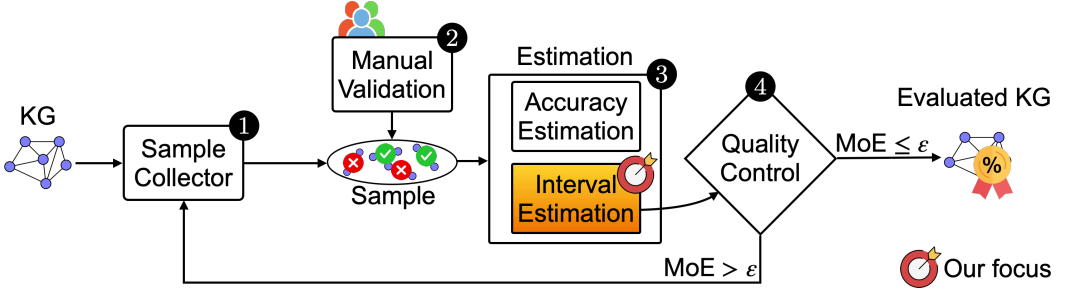 KG
Sample
Collector
1
Manual
Validation
2
Sample
Estimation
3
Accuracy
Estimation
Interval
Estimation
4
Quality
Control
MoE ≤ ε
MoE > ε
Evaluated KG
%
Our focus